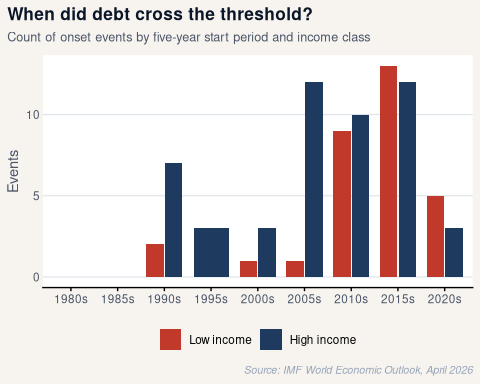 When did debt cross the threshold?
Count of onset events by five-year start period and income class
Events
10
5
0
1980s 1985s 1990s 1995s 2000s 2005s 2010s 2015s 2020s
Low income High income
Source: IMF World Economic Outlook, April 2026